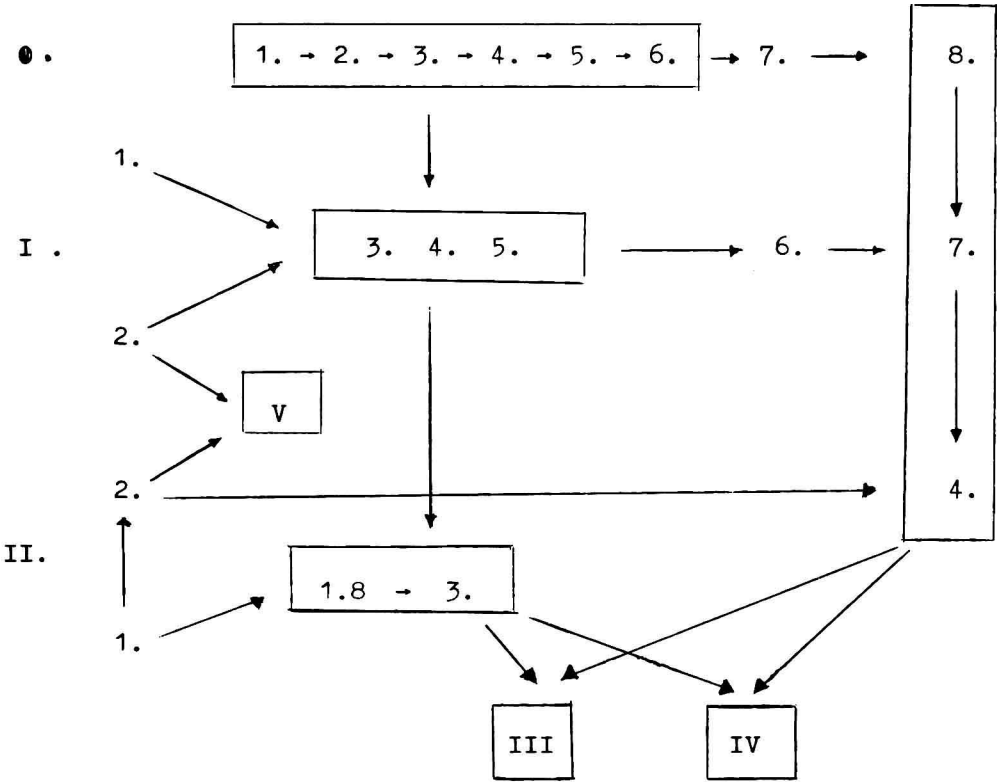 0. 1. → 2. → 3. → 4. → 5. → 6. → 7. → 8.
1.
I . 3. 4. 5. → 6. → 7.
2.
V
2. → 4.
II.
1.8 → 3.
1.
III IV